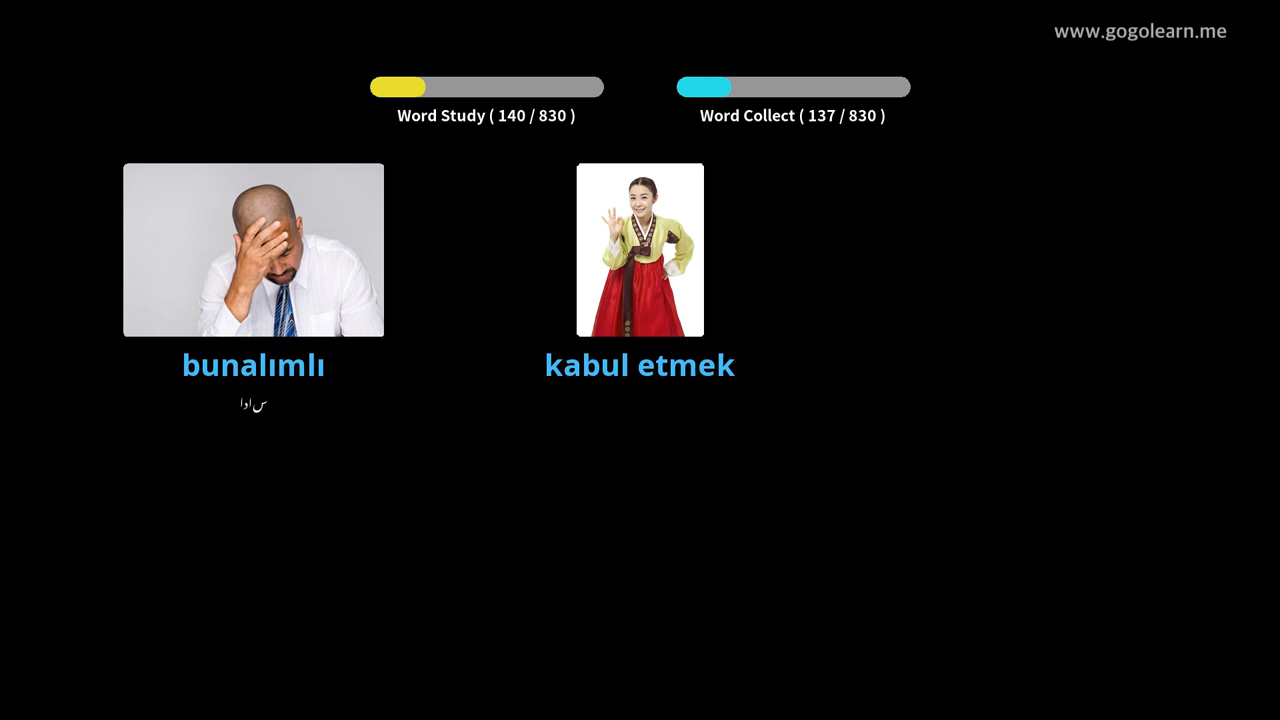 www.gogolearn.me
Word Study ( 140 / 830 )
Word Collect ( 137 / 830 )
bunalımlı
kabul etmek
اداس